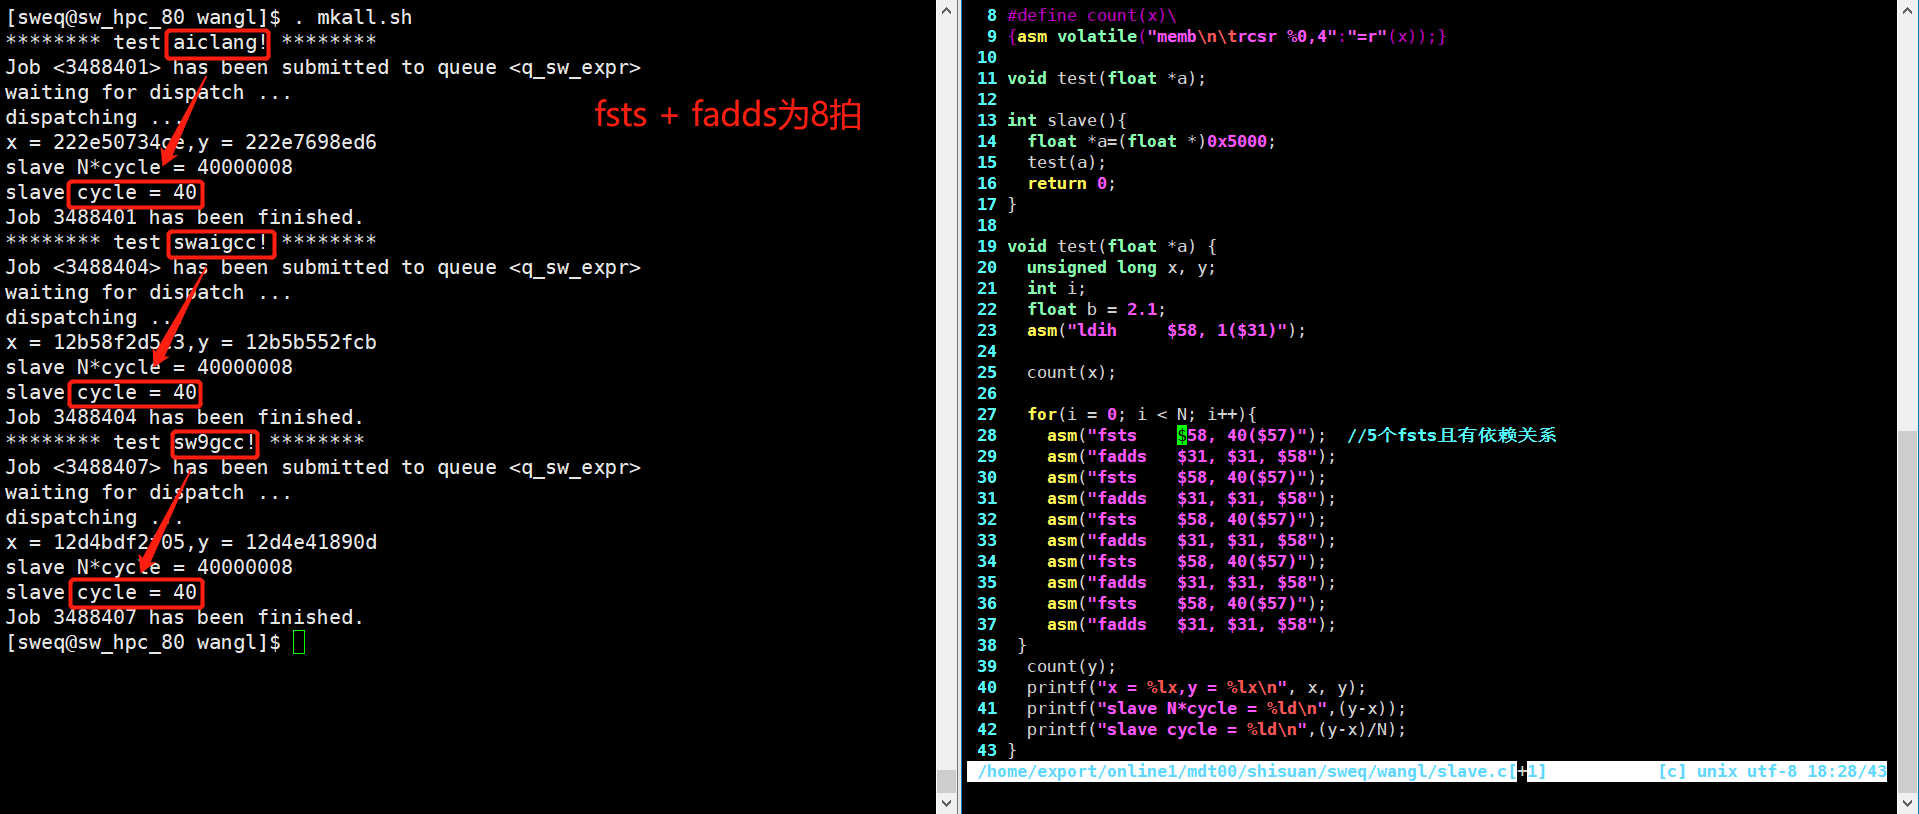 [sweq@sw_hpc_80 wangl]$ . mkall.sh
******** test aiclang! ********
Job <3488401> has been submitted to queue <q_sw_expr>
waiting for dispatch ...
dispatching ...
x = 222e50734ce,y = 222e7698ed6
slave N*cycle = 40000008
slave cycle = 40
Job 3488401 has been finished.
******** test swaigcc! ********
Job <3488404> has been submitted to queue <q_sw_expr>
waiting for dispatch ...
dispatching ...
x = 12b58f2d5c3,y = 12b5b552fcb
slave N*cycle = 40000008
slave cycle = 40
Job 3488404 has been finished.
******** test sw9gcc! ********
Job <3488407> has been submitted to queue <q_sw_expr>
waiting for dispatch ...
dispatching ...
x = 12d4bdf2f05,y = 12d4e41890d
slave N*cycle = 40000008
slave cycle = 40
Job 3488407 has been finished.
[sweq@sw_hpc_80 wangl]$
fsts + fadds为8拍
8 #define count(x)\
9 {asm volatile("memb\n\trcsr %0,4":"=r"(x));}
10
11 void test(float *a);
12
13 int slave(){
14   float *a=(float *)0x5000;
15   test(a);
16   return 0;
17 }
18
19 void test(float *a) {
20   unsigned long x, y;
21   int i;
22   float b = 2.1;
23   asm("ldih     $58, 1($31)");
24
25   count(x);
26
27   for(i = 0; i < N; i++){
28     asm("fsts    $58, 40($57)");  //5个fsts且有依赖关系
29     asm("fadds   $31, $31, $58");
30     asm("fsts    $58, 40($57)");
31     asm("fadds   $31, $31, $58");
32     asm("fsts    $58, 40($57)");
33     asm("fadds   $31, $31, $58");
34     asm("fsts    $58, 40($57)");
35     asm("fadds   $31, $31, $58");
36     asm("fsts    $58, 40($57)");
37     asm("fadds   $31, $31, $58");
38  }
39   count(y);
40   printf("x = %lx,y = %lx\n", x, y);
41   printf("slave N*cycle = %ld\n",(y-x));
42   printf("slave cycle = %ld\n",(y-x)/N);
43 }
/home/export/online1/mdt00/shisuan/sweq/wangl/slave.c[+1]  [c] unix utf-8 18:28/43